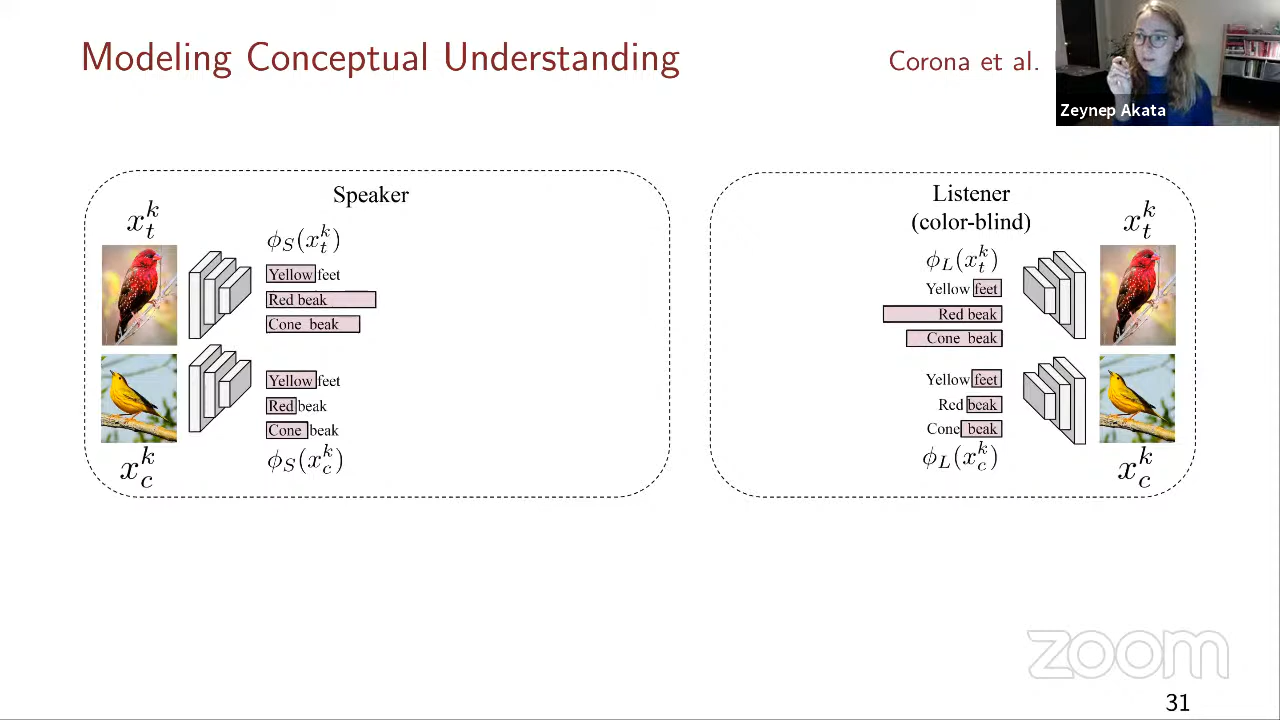 Modeling Conceptual Understanding
Corona et al.
Zeynep Akata
Speaker
x_t^k
ϕ_S(x_t^k)
Yellow feet
Red beak
Cone beak
Yellow feet
Red beak
Cone beak
ϕ_S(x_c^k)
x_c^k
Listener
(color-blind)
x_t^k
ϕ_L(x_t^k)
Yellow feet
Red beak
Cone beak
Yellow feet
Red beak
Cone beak
ϕ_L(x_c^k)
x_c^k
zoom
31